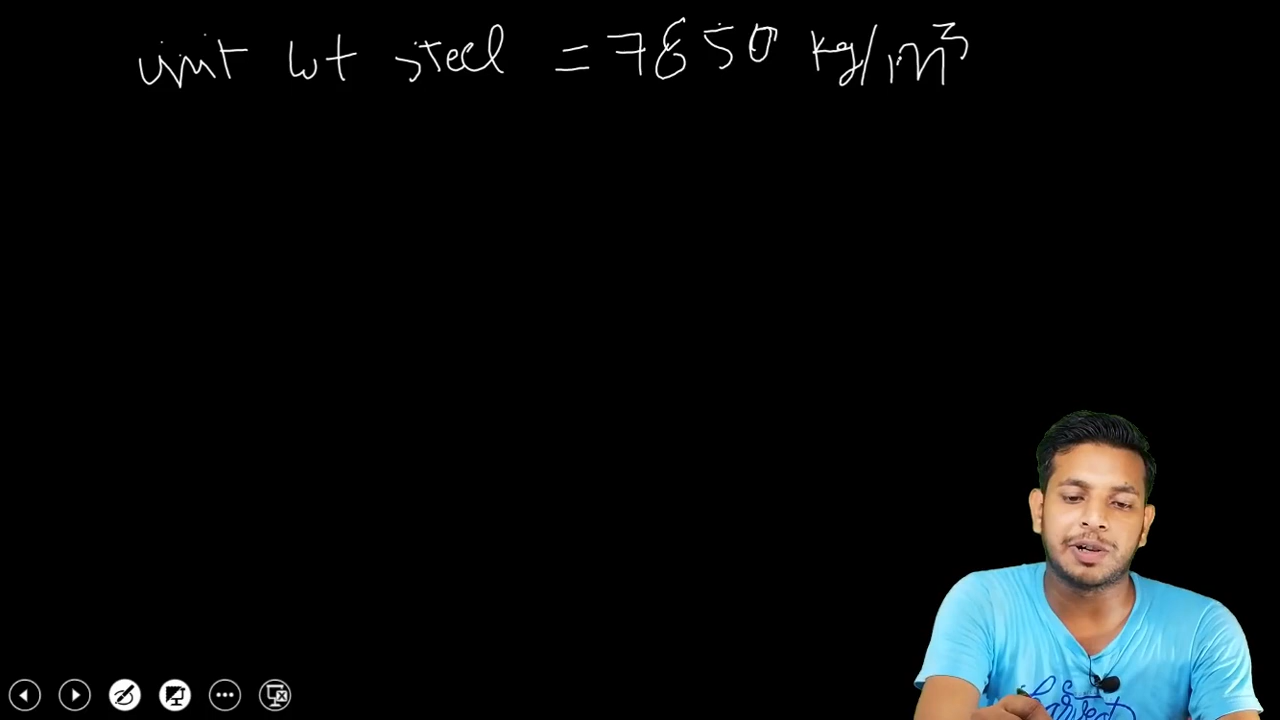 unit wt steel = 7850 kg/m³